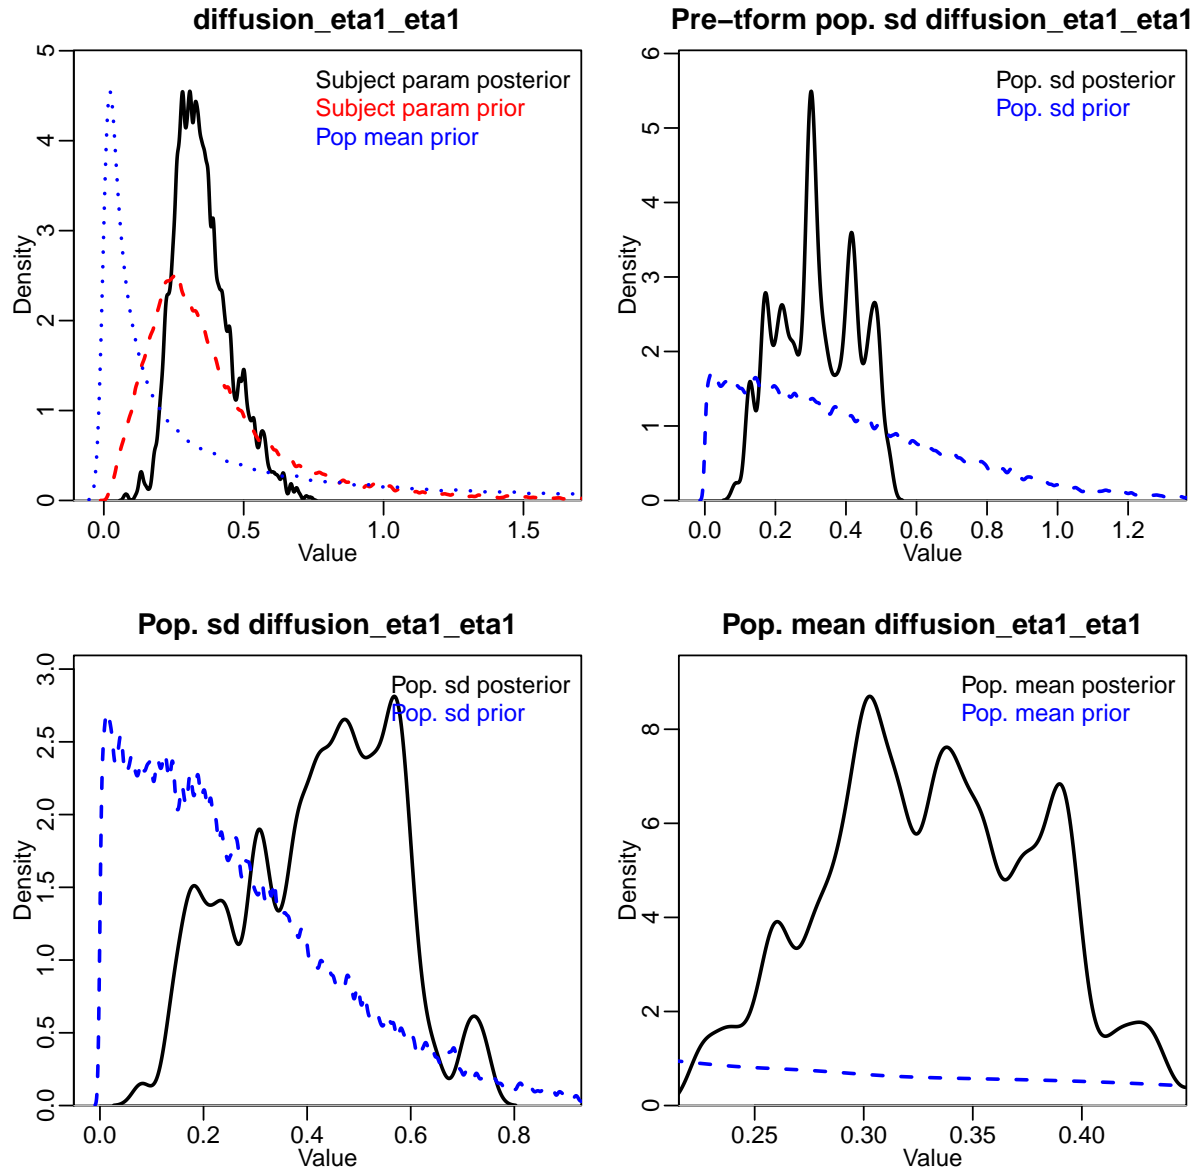 diffusion_eta1_eta1
Subject param posterior
Subject param prior
Pop mean prior
Density
0 1 2 3 4 5
0.0 0.5 1.0 1.5
Value
Pre−tform pop. sd diffusion_eta1_eta1
Pop. sd posterior
Pop. sd prior
Density
0 1 2 3 4 5 6
0.0 0.2 0.4 0.6 0.8 1.0 1.2
Value
Pop. sd diffusion_eta1_eta1
Pop. sd posterior
Pop. sd prior
Density
0.0 0.5 1.0 1.5 2.0 2.5 3.0
0.0 0.2 0.4 0.6 0.8
Value
Pop. mean diffusion_eta1_eta1
Pop. mean posterior
Pop. mean prior
Density
0 2 4 6 8
0.25 0.30 0.35 0.40
Value